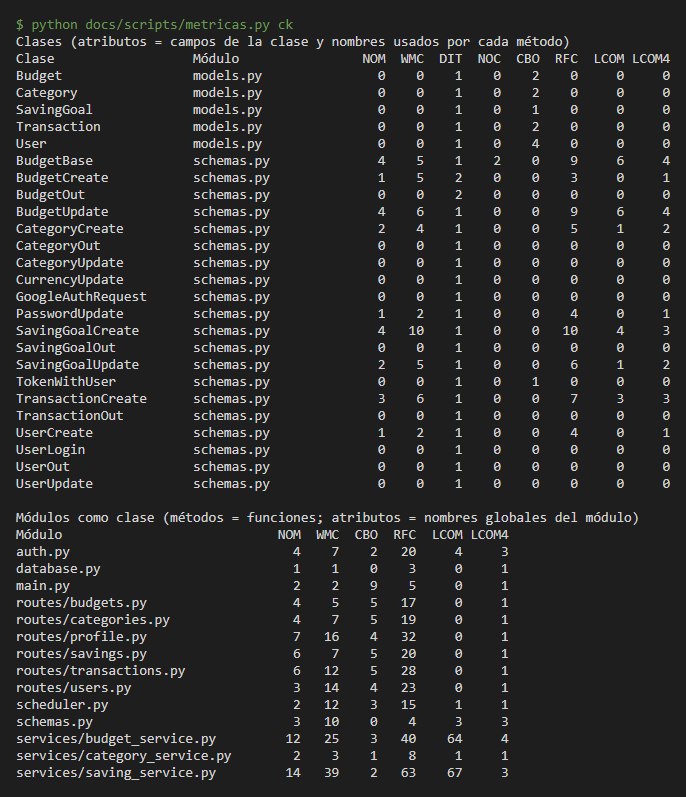 $ python docs/scripts/metricas.py ck
Clases (atributos = campos de la clase y nombres usados por cada método)
Clase Módulo NOM WMC DIT NOC CBO RFC LCOM LCOM4
Budget models.py 0 0 1 0 2 0 0 0
Category models.py 0 0 1 0 2 0 0 0
SavingGoal models.py 0 0 1 0 1 0 0 0
Transaction models.py 0 0 1 0 2 0 0 0
User models.py 0 0 1 0 4 0 0 0
BudgetBase schemas.py 4 5 1 2 0 9 6 4
BudgetCreate schemas.py 1 5 2 0 0 3 0 1
BudgetOut schemas.py 0 0 2 0 0 0 0 0
BudgetUpdate schemas.py 4 6 1 0 0 9 6 4
CategoryCreate schemas.py 2 4 1 0 0 5 1 2
CategoryOut schemas.py 0 0 1 0 0 0 0 0
CategoryUpdate schemas.py 0 0 1 0 0 0 0 0
CurrencyUpdate schemas.py 0 0 1 0 0 0 0 0
GoogleAuthRequest schemas.py 0 0 1 0 0 0 0 0
PasswordUpdate schemas.py 1 2 1 0 0 4 0 1
SavingGoalCreate schemas.py 4 10 1 0 0 10 4 3
SavingGoalOut schemas.py 0 0 1 0 0 0 0 0
SavingGoalUpdate schemas.py 2 5 1 0 0 6 1 2
TokenWithUser schemas.py 0 0 1 0 1 0 0 0
TransactionCreate schemas.py 3 6 1 0 0 7 3 3
TransactionOut schemas.py 0 0 1 0 0 0 0 0
UserCreate schemas.py 1 2 1 0 0 4 0 1
UserLogin schemas.py 0 0 1 0 0 0 0 0
UserOut schemas.py 0 0 1 0 0 0 0 0
UserUpdate schemas.py 0 0 1 0 0 0 0 0
Módulos como clase (métodos = funciones; atributos = nombres globales del módulo)
Módulo NOM WMC CBO RFC LCOM LCOM4
auth.py 4 7 2 20 4 3
database.py 1 1 0 3 0 1
main.py 2 2 9 5 0 1
routes/budgets.py 4 5 5 17 0 1
routes/categories.py 4 7 5 19 0 1
routes/profile.py 7 16 4 32 0 1
routes/savings.py 6 7 5 20 0 1
routes/transactions.py 6 12 5 28 0 1
routes/users.py 3 14 4 23 0 1
scheduler.py 2 12 3 15 1 1
schemas.py 3 10 0 4 3 3
services/budget_service.py 12 25 3 40 64 4
services/category_service.py 2 3 1 8 1 1
services/saving_service.py 14 39 2 63 67 3